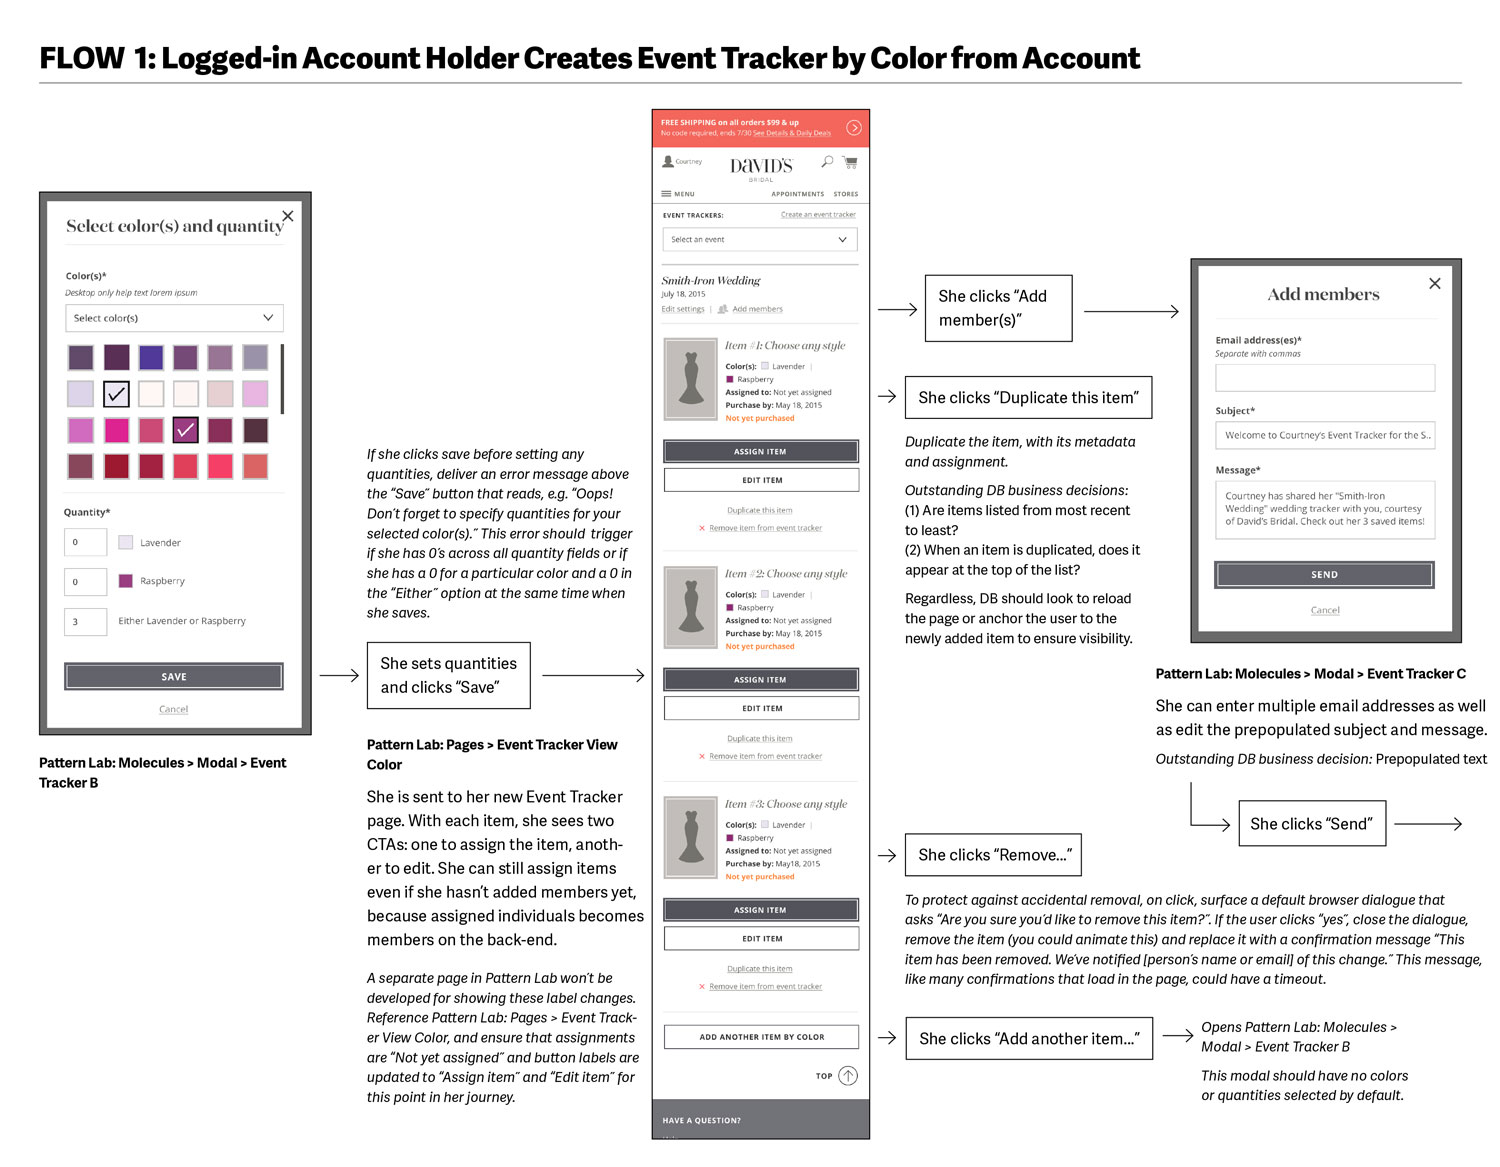 FLOW 1: Logged-in Account Holder Creates Event Tracker by Color from Account
Select color(s) and quantity
Color(s)*
Desktop only help text lorem ipsum
Select color(s)
Quantity*
0
Lavender
0
Raspberry
3
Either Lavender or Raspberry
SAVE
Cancel
Pattern Lab: Molecules > Modal > Event
Tracker B
If she clicks save before setting any
quantities, deliver an error message above
the “Save” button that reads, e.g. “Oops!
Don’t forget to specify quantities for your
selected color(s).” This error should trigger
if she has 0’s across all quantity fields or if
she has a 0 for a particular color and a 0 in
the “Either” option at the same time when
she saves.
She sets quantities
and clicks “Save”
Pattern Lab: Pages > Event Tracker View
Color
She is sent to her new Event Tracker
page. With each item, she sees two
CTAs: one to assign the item, anoth-
er to edit. She can still assign items
even if she hasn’t added members yet,
because assigned individuals becomes
members on the back-end.
A separate page in Pattern Lab won’t be
developed for showing these label changes.
Reference Pattern Lab: Pages > Event Track-
er View Color, and ensure that assignments
are “Not yet assigned” and button labels are
updated to “Assign item” and “Edit item” for
this point in her journey.
FREE SHIPPING on all orders $99 & up
No code required, ends 7/30 See Details & Daily Deals
Courtney
DAVID'S
BRIDAL
MENU
APPOINTMENTS STORES
EVENT TRACKERS:
Create an event tracker
Select an event
Smith-Iron Wedding
July 18, 2015
Edit settings | Add members
Item #1: Choose any style
Color(s): Lavender |
Raspberry
Assigned to: Not yet assigned
Purchase by: May 18, 2015
Not yet purchased
ASSIGN ITEM
EDIT ITEM
Duplicate this item
× Remove item from event tracker
Item #2: Choose any style
Color(s): Lavender |
Raspberry
Assigned to: Not yet assigned
Purchase by: May 18, 2015
Not yet purchased
ASSIGN ITEM
EDIT ITEM
Duplicate this item
× Remove item from event tracker
Item #3: Choose any style
Color(s): Lavender |
Raspberry
Assigned to: Not yet assigned
Purchase by: May18, 2015
Not yet purchased
ASSIGN ITEM
EDIT ITEM
Duplicate this item
× Remove item from event tracker
ADD ANOTHER ITEM BY COLOR
TOP
HAVE A QUESTION?
She clicks “Add
member(s)”
She clicks “Duplicate this item”
Duplicate the item, with its metadata
and assignment.
Outstanding DB business decisions:
(1) Are items listed from most recent
to least?
(2) When an item is duplicated, does it
appear at the top of the list?
Regardless, DB should look to reload
the page or anchor the user to the
newly added item to ensure visibility.
Add members
Email address(es)*
Separate with commas
Subject*
Welcome to Courtney's Event Tracker for the S..
Message*
Courtney has shared her "Smith-Iron
Wedding" wedding tracker with you, courtesy
of David's Bridal. Check out her 3 saved items!
SEND
Cancel
Pattern Lab: Molecules > Modal > Event Tracker C
She can enter multiple email addresses as well
as edit the prepopulated subject and message.
Outstanding DB business decision: Prepopulated text
She clicks “Send”
She clicks “Remove...”
To protect against accidental removal, on click, surface a default browser dialogue that
asks “Are you sure you’d like to remove this item?”. If the user clicks “yes”, close the dialogue,
remove the item (you could animate this) and replace it with a confirmation message “This
item has been removed. We’ve notified [person’s name or email] of this change.” This message,
like many confirmations that load in the page, could have a timeout.
She clicks “Add another item...”
Opens Pattern Lab: Molecules >
Modal > Event Tracker B
This modal should have no colors
or quantities selected by default.